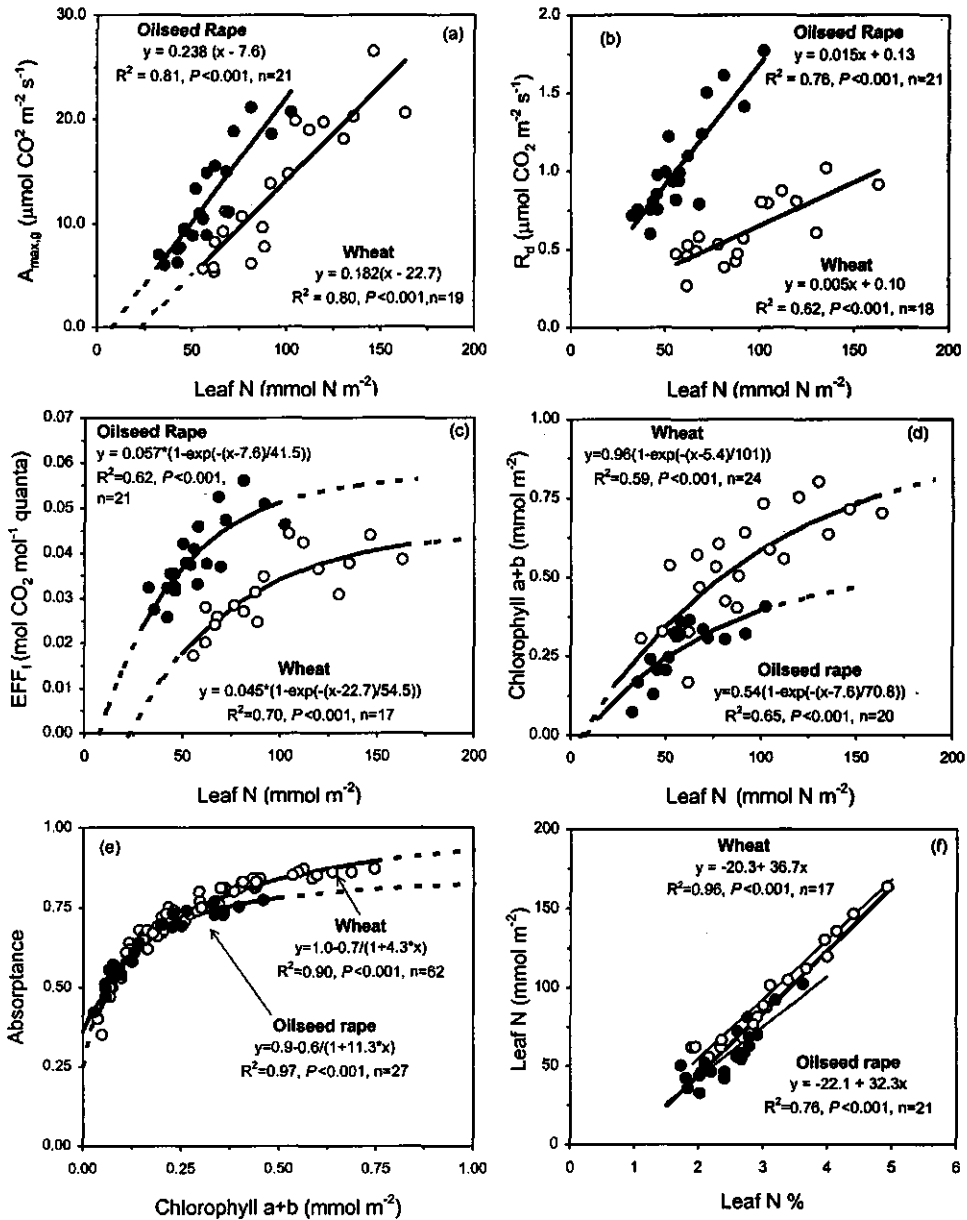 (a)
Oilseed Rape
y = 0.238 (x - 7.6)
R² = 0.81, P<0.001, n=21
Wheat
y = 0.182(x - 22.7)
R² = 0.80, P<0.001,n=19
30.0
20.0
10.0
0.0
0 50 100 150 200
A max,g (µmol CO² m⁻² s⁻¹)
Leaf N (mmol N m⁻²)
(b)
Oilseed Rape
y = 0.015x + 0.13
R² = 0.76, P<0.001, n=21
Wheat
y = 0.005x + 0.10
R² = 0.62, P<0.001, n=18
2.0
1.5
1.0
0.5
0.0
0 50 100 150 200
R d (µmol CO₂ m⁻² s⁻¹)
Leaf N (mmol N m⁻²)
(c)
Oilseed Rape
y = 0.057*(1-exp(-(x-7.6)/41.5))
R²=0.62, P<0.001,
n=21
Wheat
y = 0.045*(1-exp(-(x-22.7)/54.5))
R²=0.70, P<0.001, n=17
0.07
0.06
0.05
0.04
0.03
0.02
0.01
0.00
0 50 100 150 200
EFF I (mol CO₂ mol⁻¹ quanta)
Leaf N (mmol m⁻²)
(d)
Wheat
y=0.96(1-exp(-(x-5.4)/101))
R²=0.59, P<0.001, n=24
Oilseed rape
y=0.54(1-exp(-(x-7.6)/70.8))
R²=0.65, P<0.001, n=20
1.00
0.75
0.50
0.25
0.00
0 50 100 150 200
Chlorophyll a+b (mmol m⁻²)
Leaf N (mmol N m⁻²)
(e)
Wheat
y=1.0-0.7/(1+4.3*x)
R²=0.90, P<0.001, n=62
Oilseed rape
y=0.9-0.6/(1+11.3*x)
R²=0.97, P<0.001, n=27
1.00
0.75
0.50
0.25
0.00
0.00 0.25 0.50 0.75 1.00
Absorptance
Chlorophyll a+b (mmol m⁻²)
(f)
Wheat
y = -20.3+ 36.7x
R²=0.96, P<0.001, n=17
Oilseed rape
y = -22.1 + 32.3x
R²=0.76, P<0.001, n=21
200
150
100
50
0
0 1 2 3 4 5 6
Leaf N (mmol m⁻²)
Leaf N %